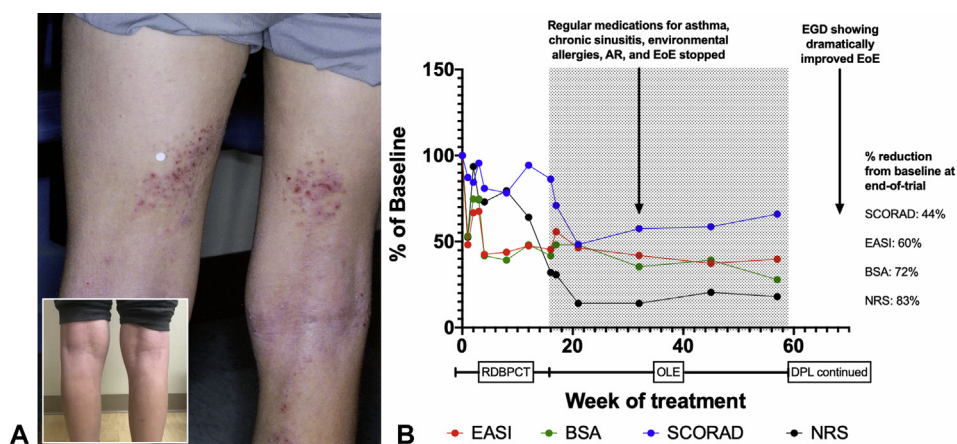 A
B
Regular medications for asthma,
chronic sinusitis, environmental
allergies, AR, and EoE stopped
EGD showing
dramatically
improved EoE
% of Baseline
150
100
50
0
0
20
40
60
% reduction
from baseline at
end-of-trial
SCORAD: 44%
EASI: 60%
BSA: 72%
NRS: 83%
RDBPCT
OLE
DPL continued
Week of treatment
EASI
BSA
SCORAD
NRS